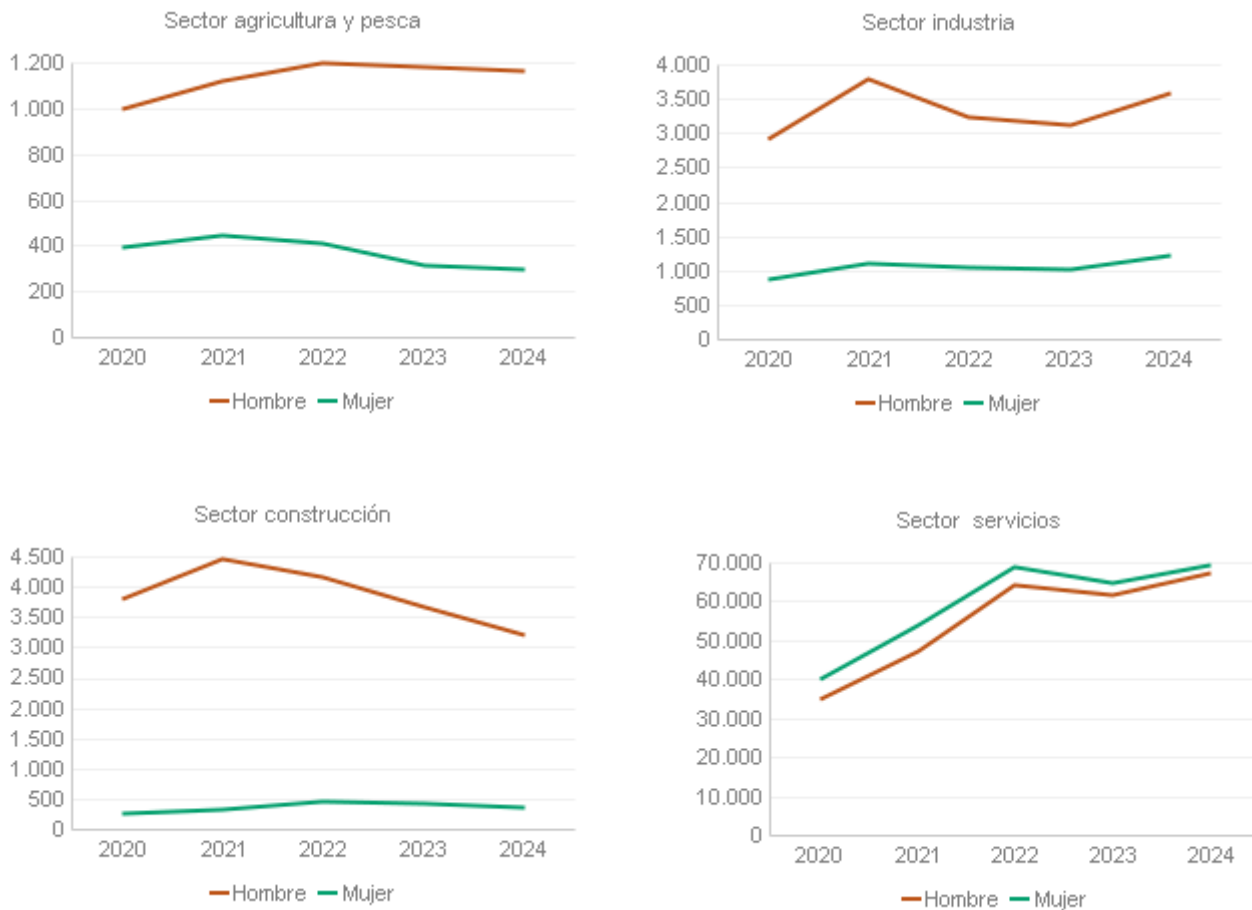 Sector agricultura y pesca
1.200
1.000
800
600
400
200
0
2020 2021 2022 2023 2024
Hombre Mujer
Sector industria
4.000
3.500
3.000
2.500
2.000
1.500
1.000
500
0
2020 2021 2022 2023 2024
Hombre Mujer
Sector construcción
4.500
4.000
3.500
3.000
2.500
2.000
1.500
1.000
500
0
2020 2021 2022 2023 2024
Hombre Mujer
Sector servicios
70.000
60.000
50.000
40.000
30.000
20.000
10.000
0
2020 2021 2022 2023 2024
Hombre Mujer